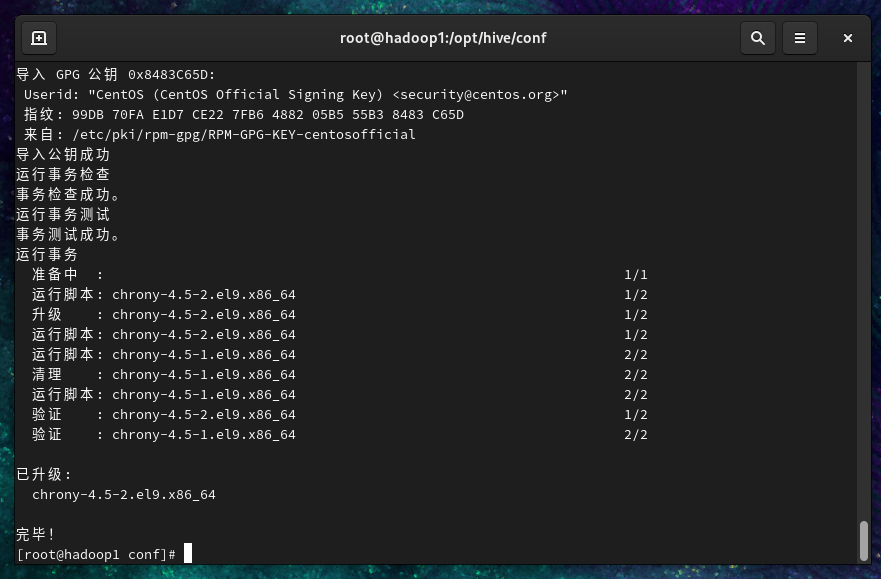 root@hadoop1:/opt/hive/conf
导入 GPG 公钥 0x8483C65D:
Userid: "CentOS (CentOS Official Signing Key) <security@centos.org>"
指纹: 99DB 70FA E1D7 CE22 7FB6 4882 05B5 55B3 8483 C65D
来自: /etc/pki/rpm-gpg/RPM-GPG-KEY-centosofficial
导入公钥成功
运行事务检查
事务检查成功。
运行事务测试
事务测试成功。
运行事务
准备中 : 1/1
运行脚本: chrony-4.5-2.el9.x86_64 1/2
升级 : chrony-4.5-2.el9.x86_64 1/2
运行脚本: chrony-4.5-2.el9.x86_64 1/2
运行脚本: chrony-4.5-1.el9.x86_64 2/2
清理 : chrony-4.5-1.el9.x86_64 2/2
运行脚本: chrony-4.5-1.el9.x86_64 2/2
验证 : chrony-4.5-2.el9.x86_64 1/2
验证 : chrony-4.5-1.el9.x86_64 2/2
已升级:
chrony-4.5-2.el9.x86_64
完毕!
[root@hadoop1 conf]#